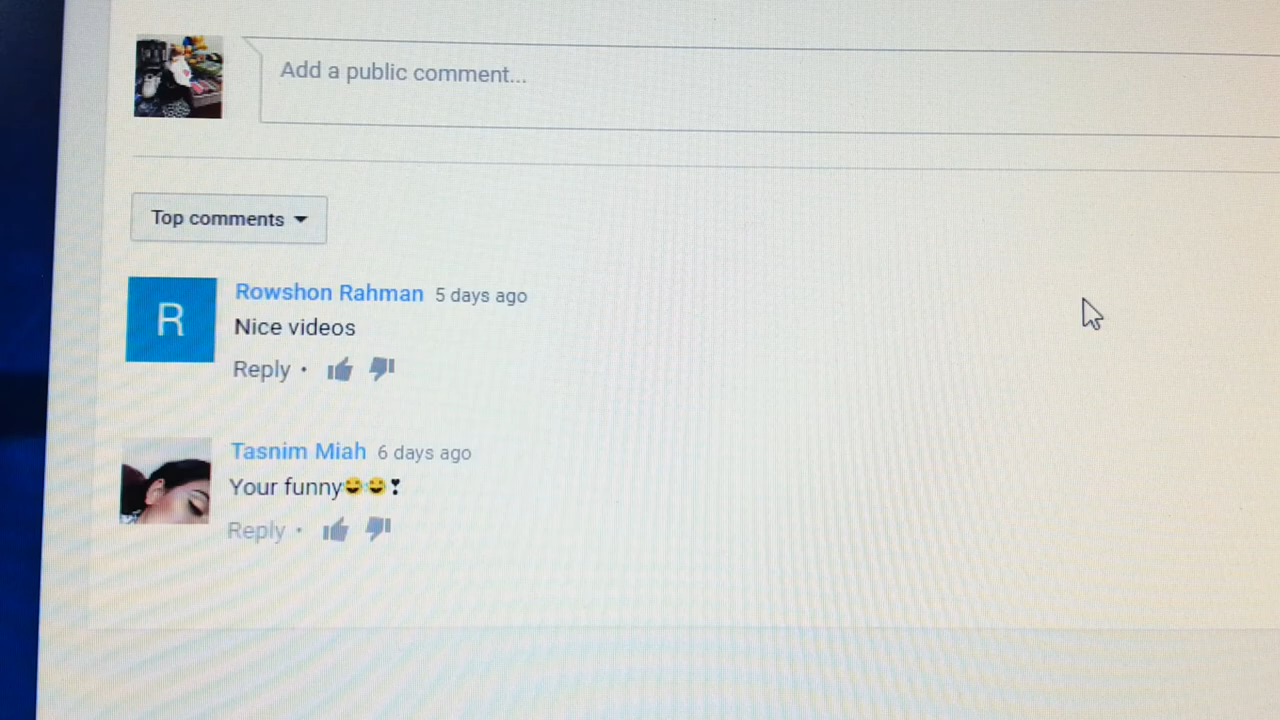 Add a public comment...
Top comments
R
Rowshon Rahman 5 days ago
Nice videos
Reply •
Tasnim Miah 6 days ago
Your funny😍😍❣
Reply •